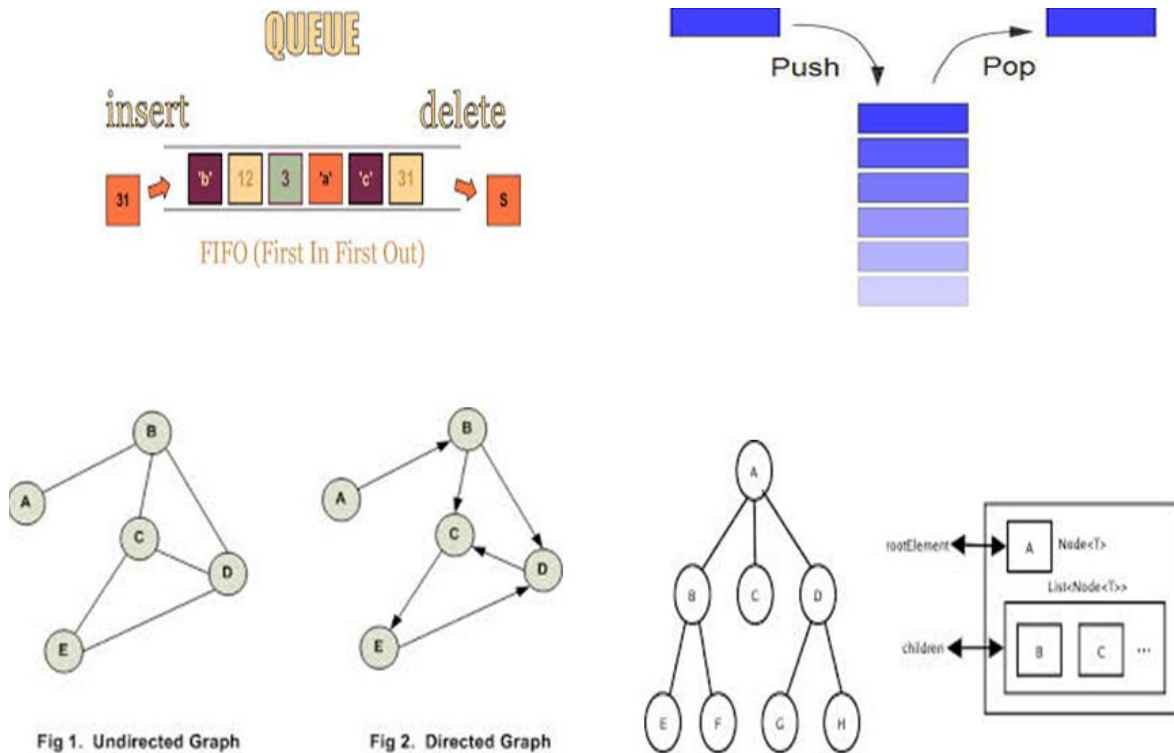 QUEUE
insert
delete
31
'b' 12 3 'a' 'c' 31
S
FIFO (First In First Out)
Push
Pop
B
A
C
D
E
Fig 1. Undirected Graph
B
A
C
D
E
Fig 2. Directed Graph
A
B C D
E F G H
rootElement
A
Node<T>
List<Node<T>>
children
B C ...